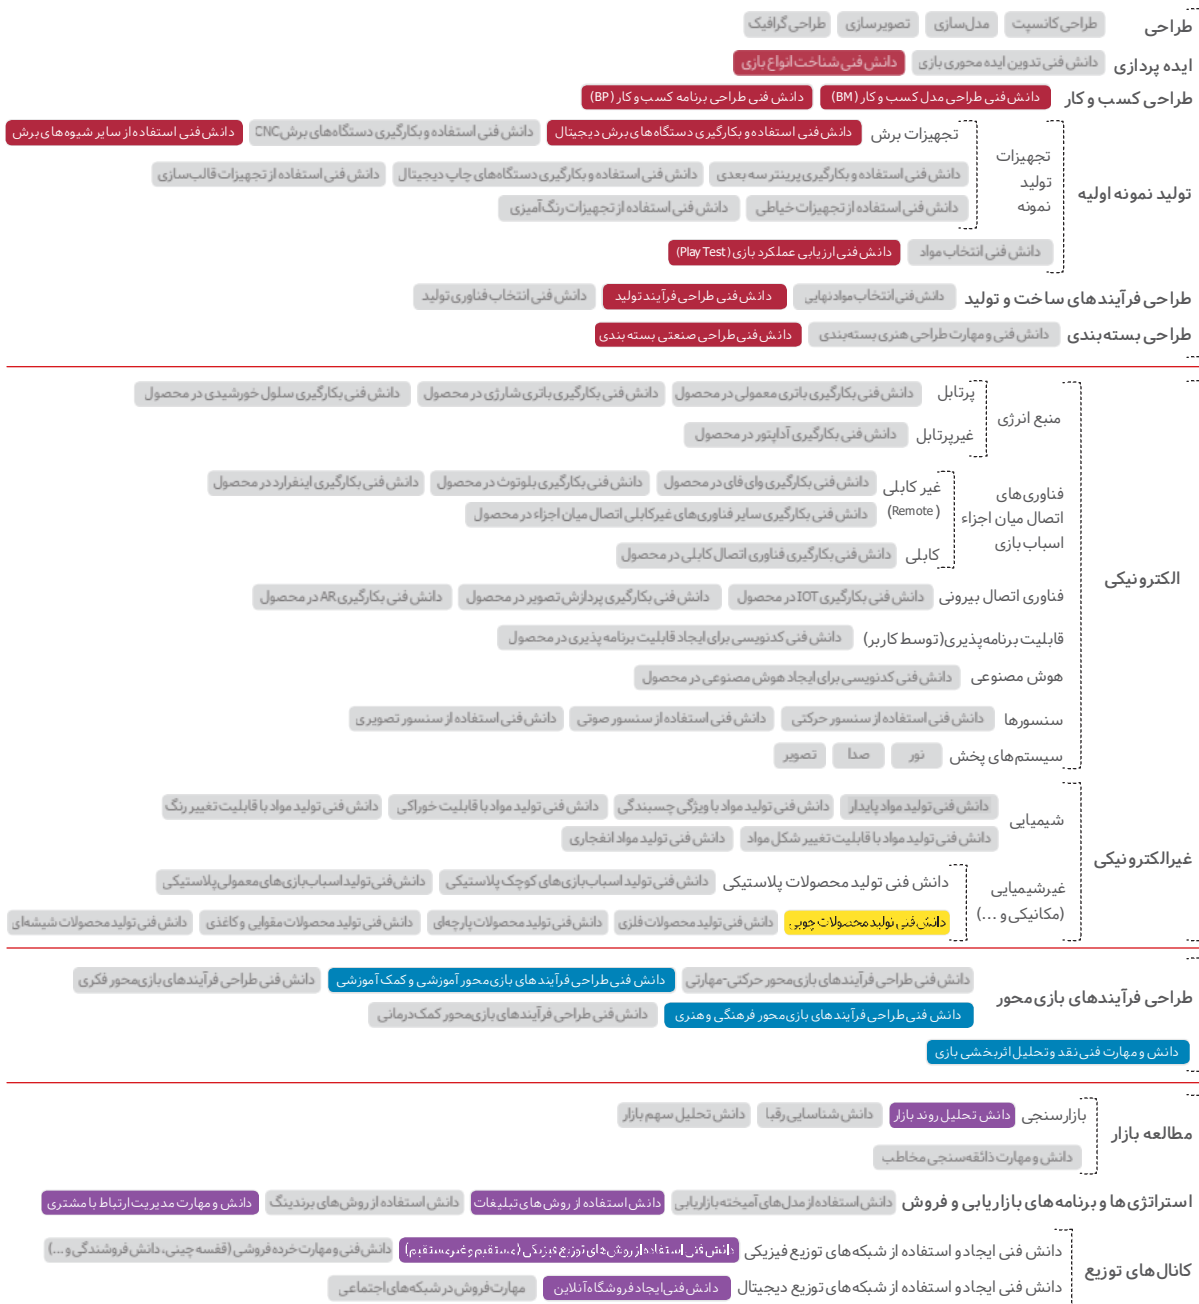 طراحی طراحی کانسپت مدل‌سازی تصویرسازی طراحی گرافیک
ایده پردازی دانش فنی تدوین ایده محوری بازی دانش فنی شناخت انواع بازی
طراحی کسب و کار دانش فنی طراحی مدل کسب و کار (BM) دانش فنی طراحی برنامه کسب و کار (BP)
تجهیزات برش دانش فنی استفاده و بکارگیری دستگاه‌های برش دیجیتال دانش فنی استفاده و بکارگیری دستگاه‌های برش CNC دانش فنی استفاده از سایر شیوه‌های برش
تولید نمونه اولیه تجهیزات تولید نمونه
دانش فنی استفاده و بکارگیری پرینتر سه بعدی دانش فنی استفاده و بکارگیری دستگاه‌های چاپ دیجیتال دانش فنی استفاده از تجهیزات قالب‌سازی
دانش فنی استفاده از تجهیزات خیاطی دانش فنی استفاده از تجهیزات رنگ‌آمیزی
دانش فنی انتخاب مواد دانش فنی ارزیابی عملکرد بازی (Play Test)
طراحی فرآیندهای ساخت و تولید دانش فنی انتخاب مواد نهایی دانش فنی طراحی فرآیند تولید دانش فنی انتخاب فناوری تولید
طراحی بسته‌بندی دانش فنی و مهارت طراحی هنری بسته‌بندی دانش فنی طراحی صنعتی بسته بندی
الکترونیکی
منبع انرژی
پرتابل دانش فنی بکارگیری باتری معمولی در محصول دانش فنی بکارگیری باتری شارژی در محصول دانش فنی بکارگیری سلول خورشیدی در محصول
غیرپرتابل دانش فنی بکارگیری آداپتور در محصول
فناوری‌های اتصال میان اجزاء اسباب بازی
غیر کابلی (Remote) دانش فنی بکارگیری وای فای در محصول دانش فنی بکارگیری بلوتوث در محصول دانش فنی بکارگیری اینفرارد در محصول
دانش فنی بکارگیری سایر فناوری‌های غیرکابلی اتصال میان اجزاء در محصول
کابلی دانش فنی بکارگیری فناوری اتصال کابلی در محصول
فناوری اتصال بیرونی دانش فنی بکارگیری IOT در محصول دانش فنی بکارگیری پردازش تصویر در محصول دانش فنی بکارگیری AR در محصول
قابلیت برنامه‌پذیری(توسط کاربر) دانش فنی کدنویسی برای ایجاد قابلیت برنامه پذیری در محصول
هوش مصنوعی دانش فنی کدنویسی برای ایجاد هوش مصنوعی در محصول
سنسورها دانش فنی استفاده از سنسور حرکتی دانش فنی استفاده از سنسور صوتی دانش فنی استفاده از سنسور تصویری
سیستم‌های پخش نور صدا تصویر
غیرالکترونیکی
شیمیایی دانش فنی تولید مواد پایدار دانش فنی تولید مواد با ویژگی چسبندگی دانش فنی تولید مواد با قابلیت خوراکی دانش فنی تولید مواد با قابلیت تغییر رنگ
دانش فنی تولید مواد با قابلیت تغییر شکل مواد دانش فنی تولید مواد انفجاری
غیرشیمیایی (مکانیکی و ...)
دانش فنی تولید محصولات پلاستیکی دانش فنی تولید اسباب‌بازی‌های کوچک پلاستیکی دانش فنی تولید اسباب‌بازی‌های معمولی پلاستیکی
دانش فنی تولید محصولات چوبی دانش فنی تولید محصولات فلزی دانش فنی تولید محصولات پارچه‌ای دانش فنی تولید محصولات مقوایی و کاغذی دانش فنی تولید محصولات شیشه‌ای
طراحی فرآیندهای بازی‌محور
دانش فنی طراحی فرآیندهای بازی‌محور حرکتی-مهارتی دانش فنی طراحی فرآیندهای بازی‌محور آموزشی و کمک آموزشی دانش فنی طراحی فرآیندهای بازی‌محور فکری
دانش فنی طراحی فرآیندهای بازی‌محور فرهنگی و هنری دانش فنی طراحی فرآیندهای بازی‌محور کمک‌درمانی
دانش و مهارت فنی نقد و تحلیل اثربخشی بازی
مطالعه بازار
بازارسنجی دانش تحلیل روند بازار دانش شناسایی رقبا دانش تحلیل سهم بازار
دانش و مهارت ذائقه‌سنجی مخاطب
استراتژی‌ها و برنامه‌های بازاریابی و فروش دانش استفاده از مدل‌های آمیخته بازاریابی دانش استفاده از روش‌های تبلیغات دانش استفاده از روش‌های برندینگ دانش و مهارت مدیریت ارتباط با مشتری
کانال‌های توزیع
دانش فنی ایجاد و استفاده از شبکه‌های توزیع فیزیکی دانش فنی استفاده از روش‌های توزیع فیزیکی (مستقیم و غیرمستقیم) دانش فنی و مهارت خرده فروشی (قفسه چینی، دانش فروشندگی و ...)
دانش فنی ایجاد و استفاده از شبکه‌های توزیع دیجیتال دانش فنی ایجاد فروشگاه آنلاین مهارت فروش در شبکه‌های اجتماعی